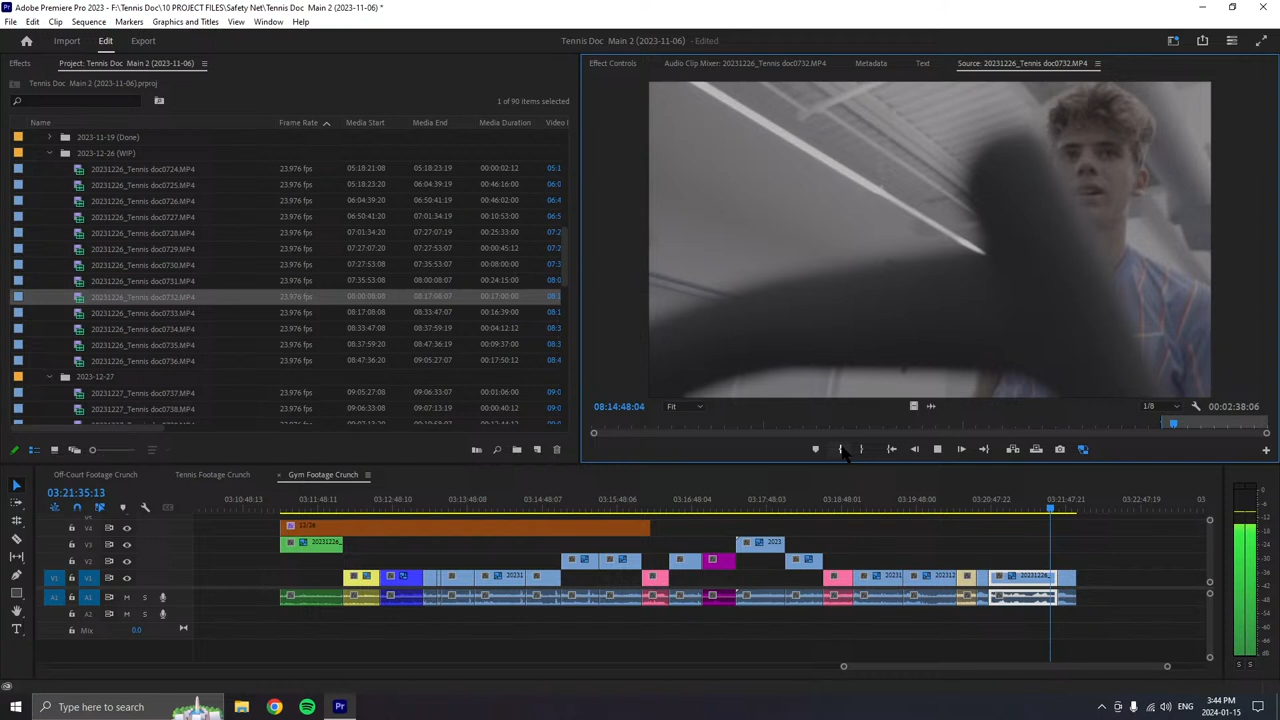 Adobe Premiere Pro 2023 - F:\Tennis Doc\10 PROJECT FILES\Safety Net\Tennis Doc Main 2 (2023-11-06) *
File Edit Clip Sequence Markers Graphics and Titles View Window Help
Import Edit Export Tennis Doc Main 2 (2023-11-06) - Edited
Effects Project: Tennis Doc Main 2 (2023-11-06) Effect Controls Audio Clip Mixer: 20231226_Tennis doc0732.MP4 Metadata Text Source: 20231226_Tennis doc0732.MP4
Tennis Doc Main 2 (2023-11-06).prproj
1 of 90 items selected
Name Frame Rate Media Start Media End Media Duration Video I
2023-11-19 (Done)
2023-12-26 (WIP)
20231226_Tennis doc0724.MP4 23.976 fps 05:18:21:08 05:18:23:19 00:00:02:12 05:1
20231226_Tennis doc0725.MP4 23.976 fps 05:18:23:20 06:04:39:19 00:46:16:00 06:0
20231226_Tennis doc0726.MP4 23.976 fps 06:04:39:20 06:50:41:21 00:46:02:00 06:4
20231226_Tennis doc0727.MP4 23.976 fps 06:50:41:20 07:01:34:19 00:10:53:00 06:5
20231226_Tennis doc0728.MP4 23.976 fps 07:01:34:20 07:27:07:19 00:25:33:00 07:2
20231226_Tennis doc0729.MP4 23.976 fps 07:27:07:20 07:27:53:07 00:00:45:12 07:2
20231226_Tennis doc0730.MP4 23.976 fps 07:27:53:08 07:35:53:07 00:08:00:00 07:3
20231226_Tennis doc0731.MP4 23.976 fps 07:35:53:08 08:00:08:07 00:24:15:00 08:0
20231226_Tennis doc0732.MP4 23.976 fps 08:00:08:08 08:17:08:07 00:17:00:00 08:1
20231226_Tennis doc0733.MP4 23.976 fps 08:17:08:08 08:33:47:07 00:16:39:00 08:3
20231226_Tennis doc0734.MP4 23.976 fps 08:33:47:08 08:37:59:19 00:04:12:12 08:3
20231226_Tennis doc0735.MP4 23.976 fps 08:37:59:20 08:47:36:19 00:09:37:00 08:4
20231226_Tennis doc0736.MP4 23.976 fps 08:47:36:20 09:05:27:07 00:17:50:12 08:4
2023-12-27
20231227_Tennis doc0737.MP4 23.976 fps 09:05:27:08 09:06:33:07 00:01:06:00 09:0
20231227_Tennis doc0738.MP4 23.976 fps 09:06:33:08 09:07:13:19 00:00:40:12 09:0
08:14:48:04 Fit 1/8 00:02:38:06
Off-Court Footage Crunch Tennis Court Footage Crunch Gym Footage Crunch
03:21:35:13
03:10:48:13 03:11:48:11 03:12:48:10 03:13:48:08 03:14:48:07 03:15:48:06 03:16:48:04 03:17:48:03 03:18:48:01 03:19:48:00 03:20:47:22 03:21:47:21 03:22:47:19 03:
V4 12/26
V3 20231226_ 2023
V2
V1 V1 20231 20231 202312 20231226_
A1 A1 M S
A2 M S
Mix 0.0
0
-6
-12
-18
-24
-30
-36
-42
-48
-54
dB
S S
Type here to search 3:44 PM
2024-01-15